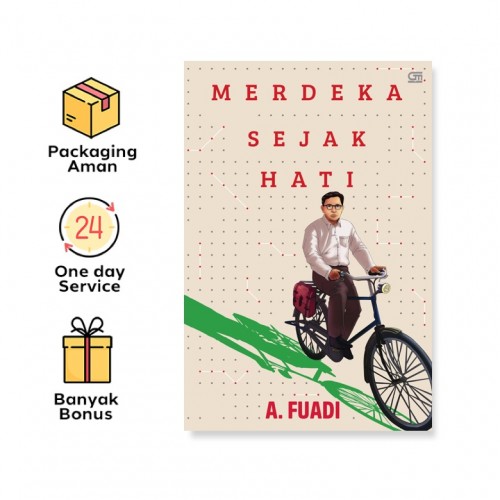 Packaging
Aman
24
One day
Service
Banyak
Bonus
MERDEKA
SEJAK
HATI
A. FUADI